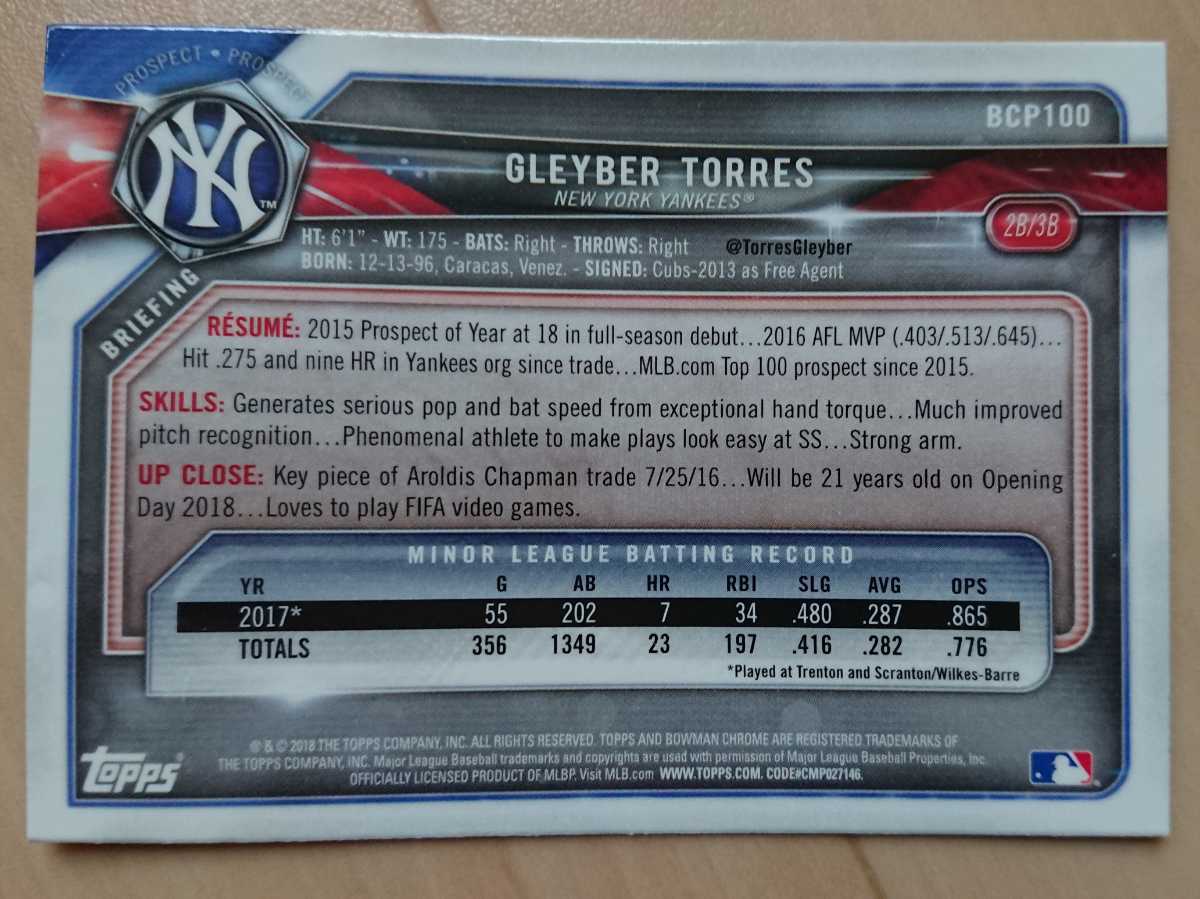 PROSPECT • PROSPECT
BCP100
NY
TM
GLEYBER TORRES
NEW YORK YANKEES®
2B/3B
HT: 6'1" - WT: 175 - BATS: Right - THROWS: Right @TorresGleyber
BORN: 12-13-96, Caracas, Venez. - SIGNED: Cubs-2013 as Free Agent
BRIEFING
RÉSUMÉ: 2015 Prospect of Year at 18 in full-season debut...2016 AFL MVP (.403/.513/.645)...
Hit .275 and nine HR in Yankees org since trade...MLB.com Top 100 prospect since 2015.
SKILLS: Generates serious pop and bat speed from exceptional hand torque...Much improved
pitch recognition...Phenomenal athlete to make plays look easy at SS...Strong arm.
UP CLOSE: Key piece of Aroldis Chapman trade 7/25/16...Will be 21 years old on Opening
Day 2018...Loves to play FIFA video games.
MINOR LEAGUE BATTING RECORD
YR G AB HR RBI SLG AVG OPS
2017* 55 202 7 34 .480 .287 .865
TOTALS 356 1349 23 197 .416 .282 .776
*Played at Trenton and Scranton/Wilkes-Barre
® & © 2018 THE TOPPS COMPANY, INC. ALL RIGHTS RESERVED. TOPPS AND BOWMAN CHROME ARE REGISTERED TRADEMARKS OF
THE TOPPS COMPANY, INC. Major League Baseball trademarks and copyrights are used with permission of Major League Baseball Properties, Inc.
OFFICIALLY LICENSED PRODUCT OF MLBP. Visit MLB.com WWW.TOPPS.COM. CODE#CMP027146.
topps®